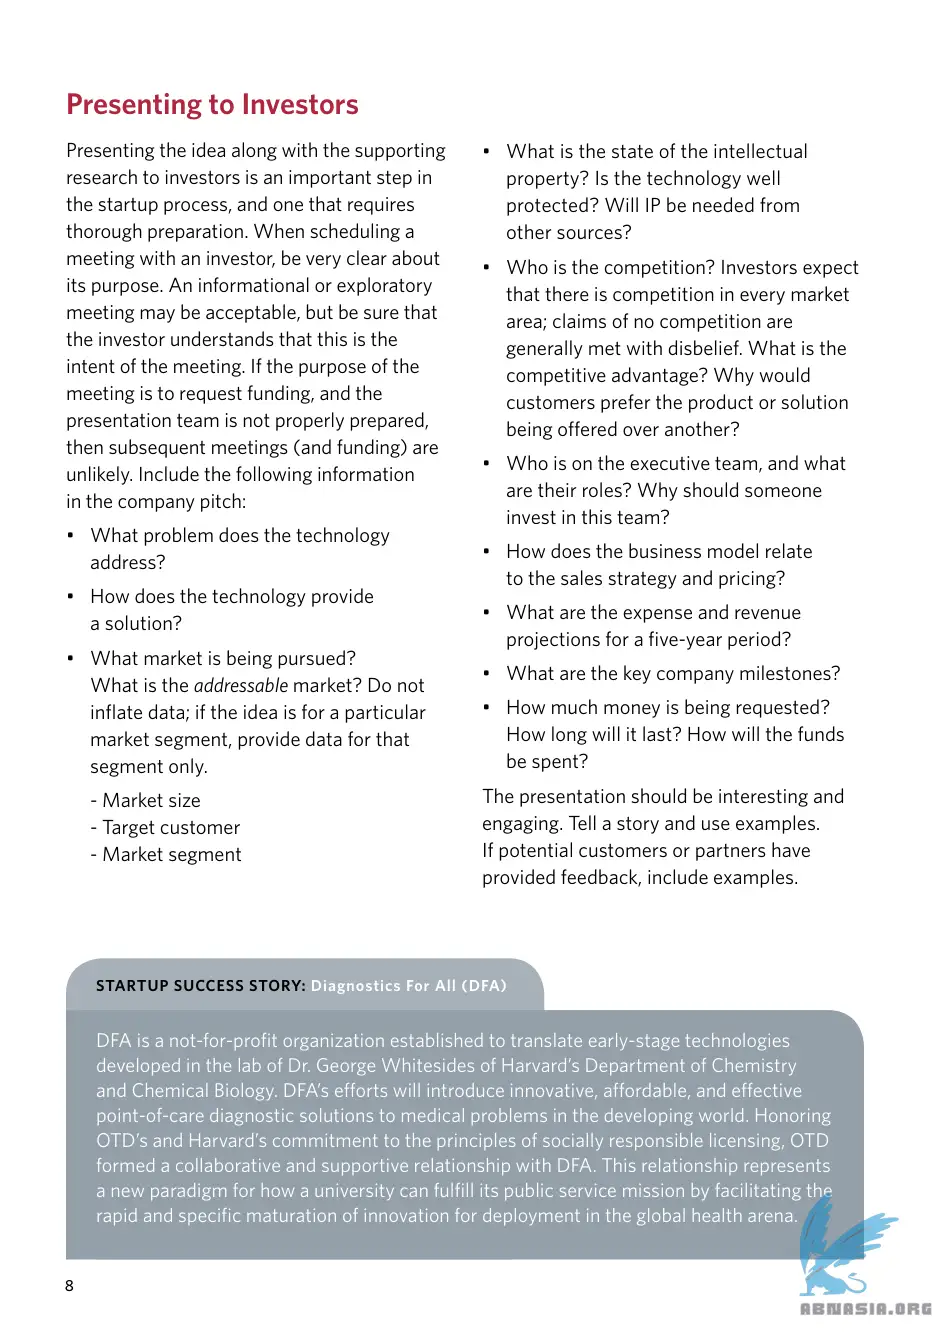 Presenting to Investors
Presenting the idea along with the supporting
research to investors is an important step in
the startup process, and one that requires
thorough preparation. When scheduling a
meeting with an investor, be very clear about
its purpose. An informational or exploratory
meeting may be acceptable, but be sure that
the investor understands that this is the
intent of the meeting. If the purpose of the
meeting is to request funding, and the
presentation team is not properly prepared,
then subsequent meetings (and funding) are
unlikely. Include the following information
in the company pitch:
• What problem does the technology
address?
• How does the technology provide
a solution?
• What market is being pursued?
What is the addressable market? Do not
inflate data; if the idea is for a particular
market segment, provide data for that
segment only.
- Market size
- Target customer
- Market segment
• What is the state of the intellectual
property? Is the technology well
protected? Will IP be needed from
other sources?
• Who is the competition? Investors expect
that there is competition in every market
area; claims of no competition are
generally met with disbelief. What is the
competitive advantage? Why would
customers prefer the product or solution
being offered over another?
• Who is on the executive team, and what
are their roles? Why should someone
invest in this team?
• How does the business model relate
to the sales strategy and pricing?
• What are the expense and revenue
projections for a five-year period?
• What are the key company milestones?
• How much money is being requested?
How long will it last? How will the funds
be spent?
The presentation should be interesting and
engaging. Tell a story and use examples.
If potential customers or partners have
provided feedback, include examples.
STARTUP SUCCESS STORY: Diagnostics For All (DFA)
DFA is a not-for-profit organization established to translate early-stage technologies
developed in the lab of Dr. George Whitesides of Harvard's Department of Chemistry
and Chemical Biology. DFA's efforts will introduce innovative, affordable, and effective
point-of-care diagnostic solutions to medical problems in the developing world. Honoring
OTD's and Harvard's commitment to the principles of socially responsible licensing, OTD
formed a collaborative and supportive relationship with DFA. This relationship represents
a new paradigm for how a university can fulfill its public service mission by facilitating the
rapid and specific maturation of innovation for deployment in the global health arena.
8
ABNASIA.ORG